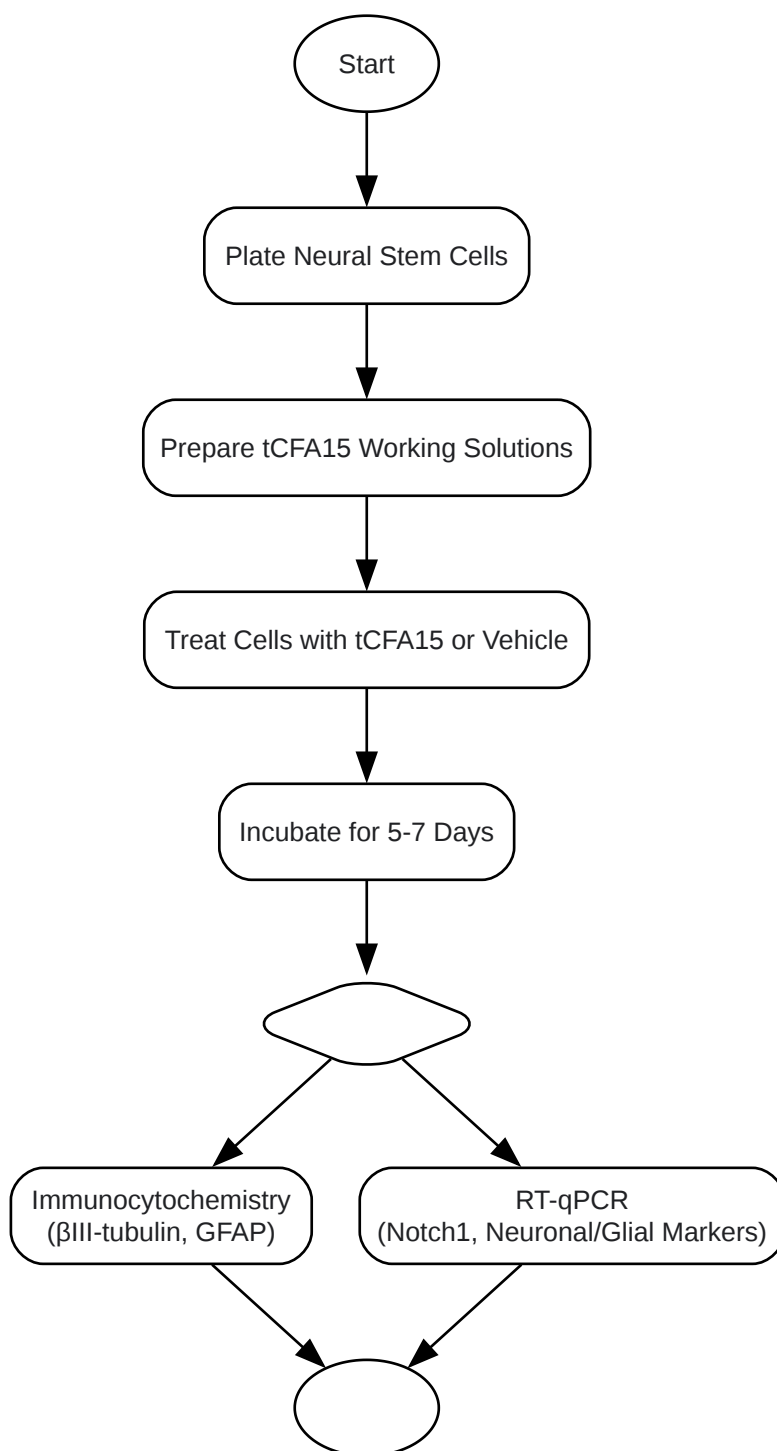 Start
Plate Neural Stem Cells
Prepare tCFA15 Working Solutions
Treat Cells with tCFA15 or Vehicle
Incubate for 5-7 Days
Immunocytochemistry
(βIII-tubulin, GFAP)
RT-qPCR
(Notch1, Neuronal/Glial Markers)